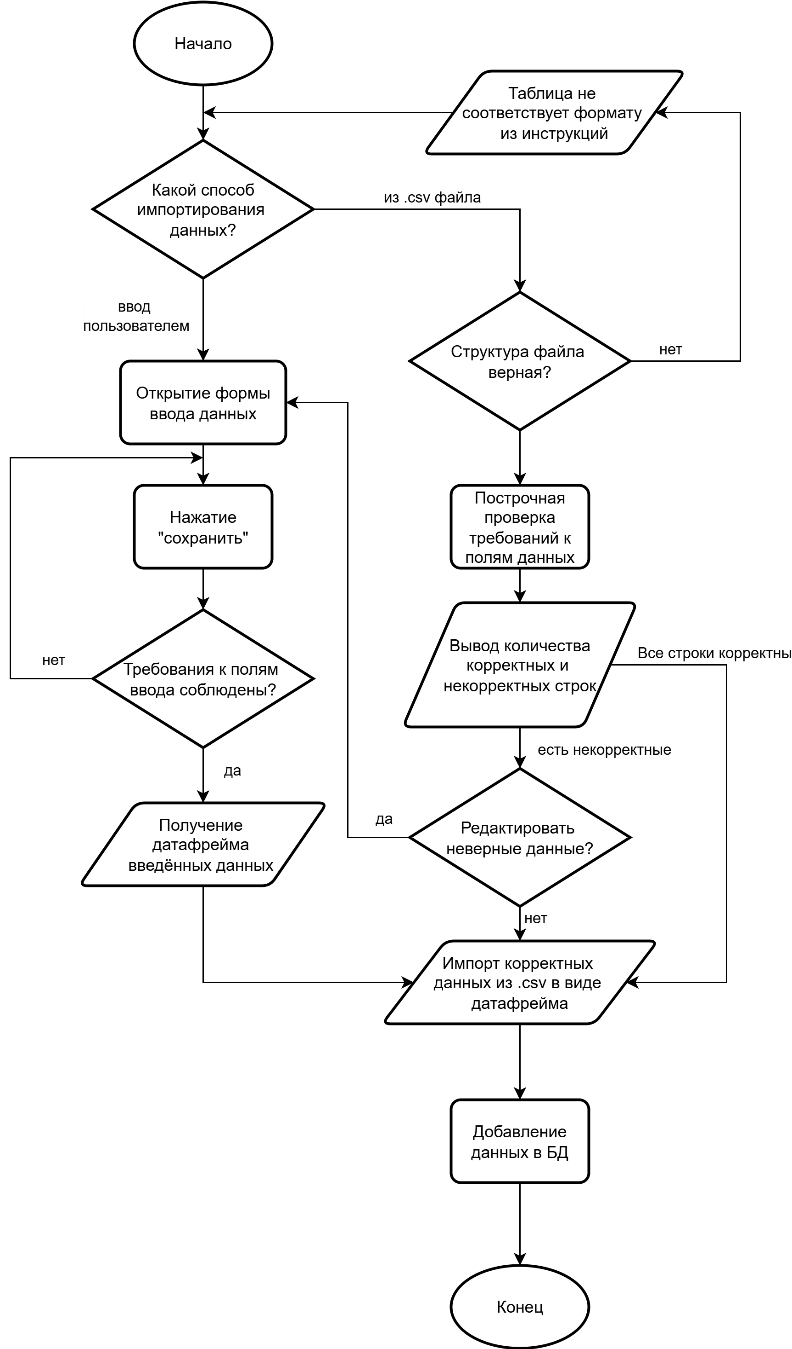 Начало
Таблица не
соответствует формату
из инструкций
Какой способ
импортирования
данных?
из .csv файла
ввод
пользователем
Структура файла
верная?
нет
Открытие формы
ввода данных
Нажатие
"сохранить"
Построчная
проверка
требований к
полям данных
Требования к полям
ввода соблюдены?
нет
Вывод количества
корректных и
некорректных строк
Все строки корректны
есть некорректные
да
Получение
датафрейма
введённых данных
Редактировать
неверные данные?
да
нет
Импорт корректных
данных из .csv в виде
датафрейма
Добавление
данных в БД
Конец